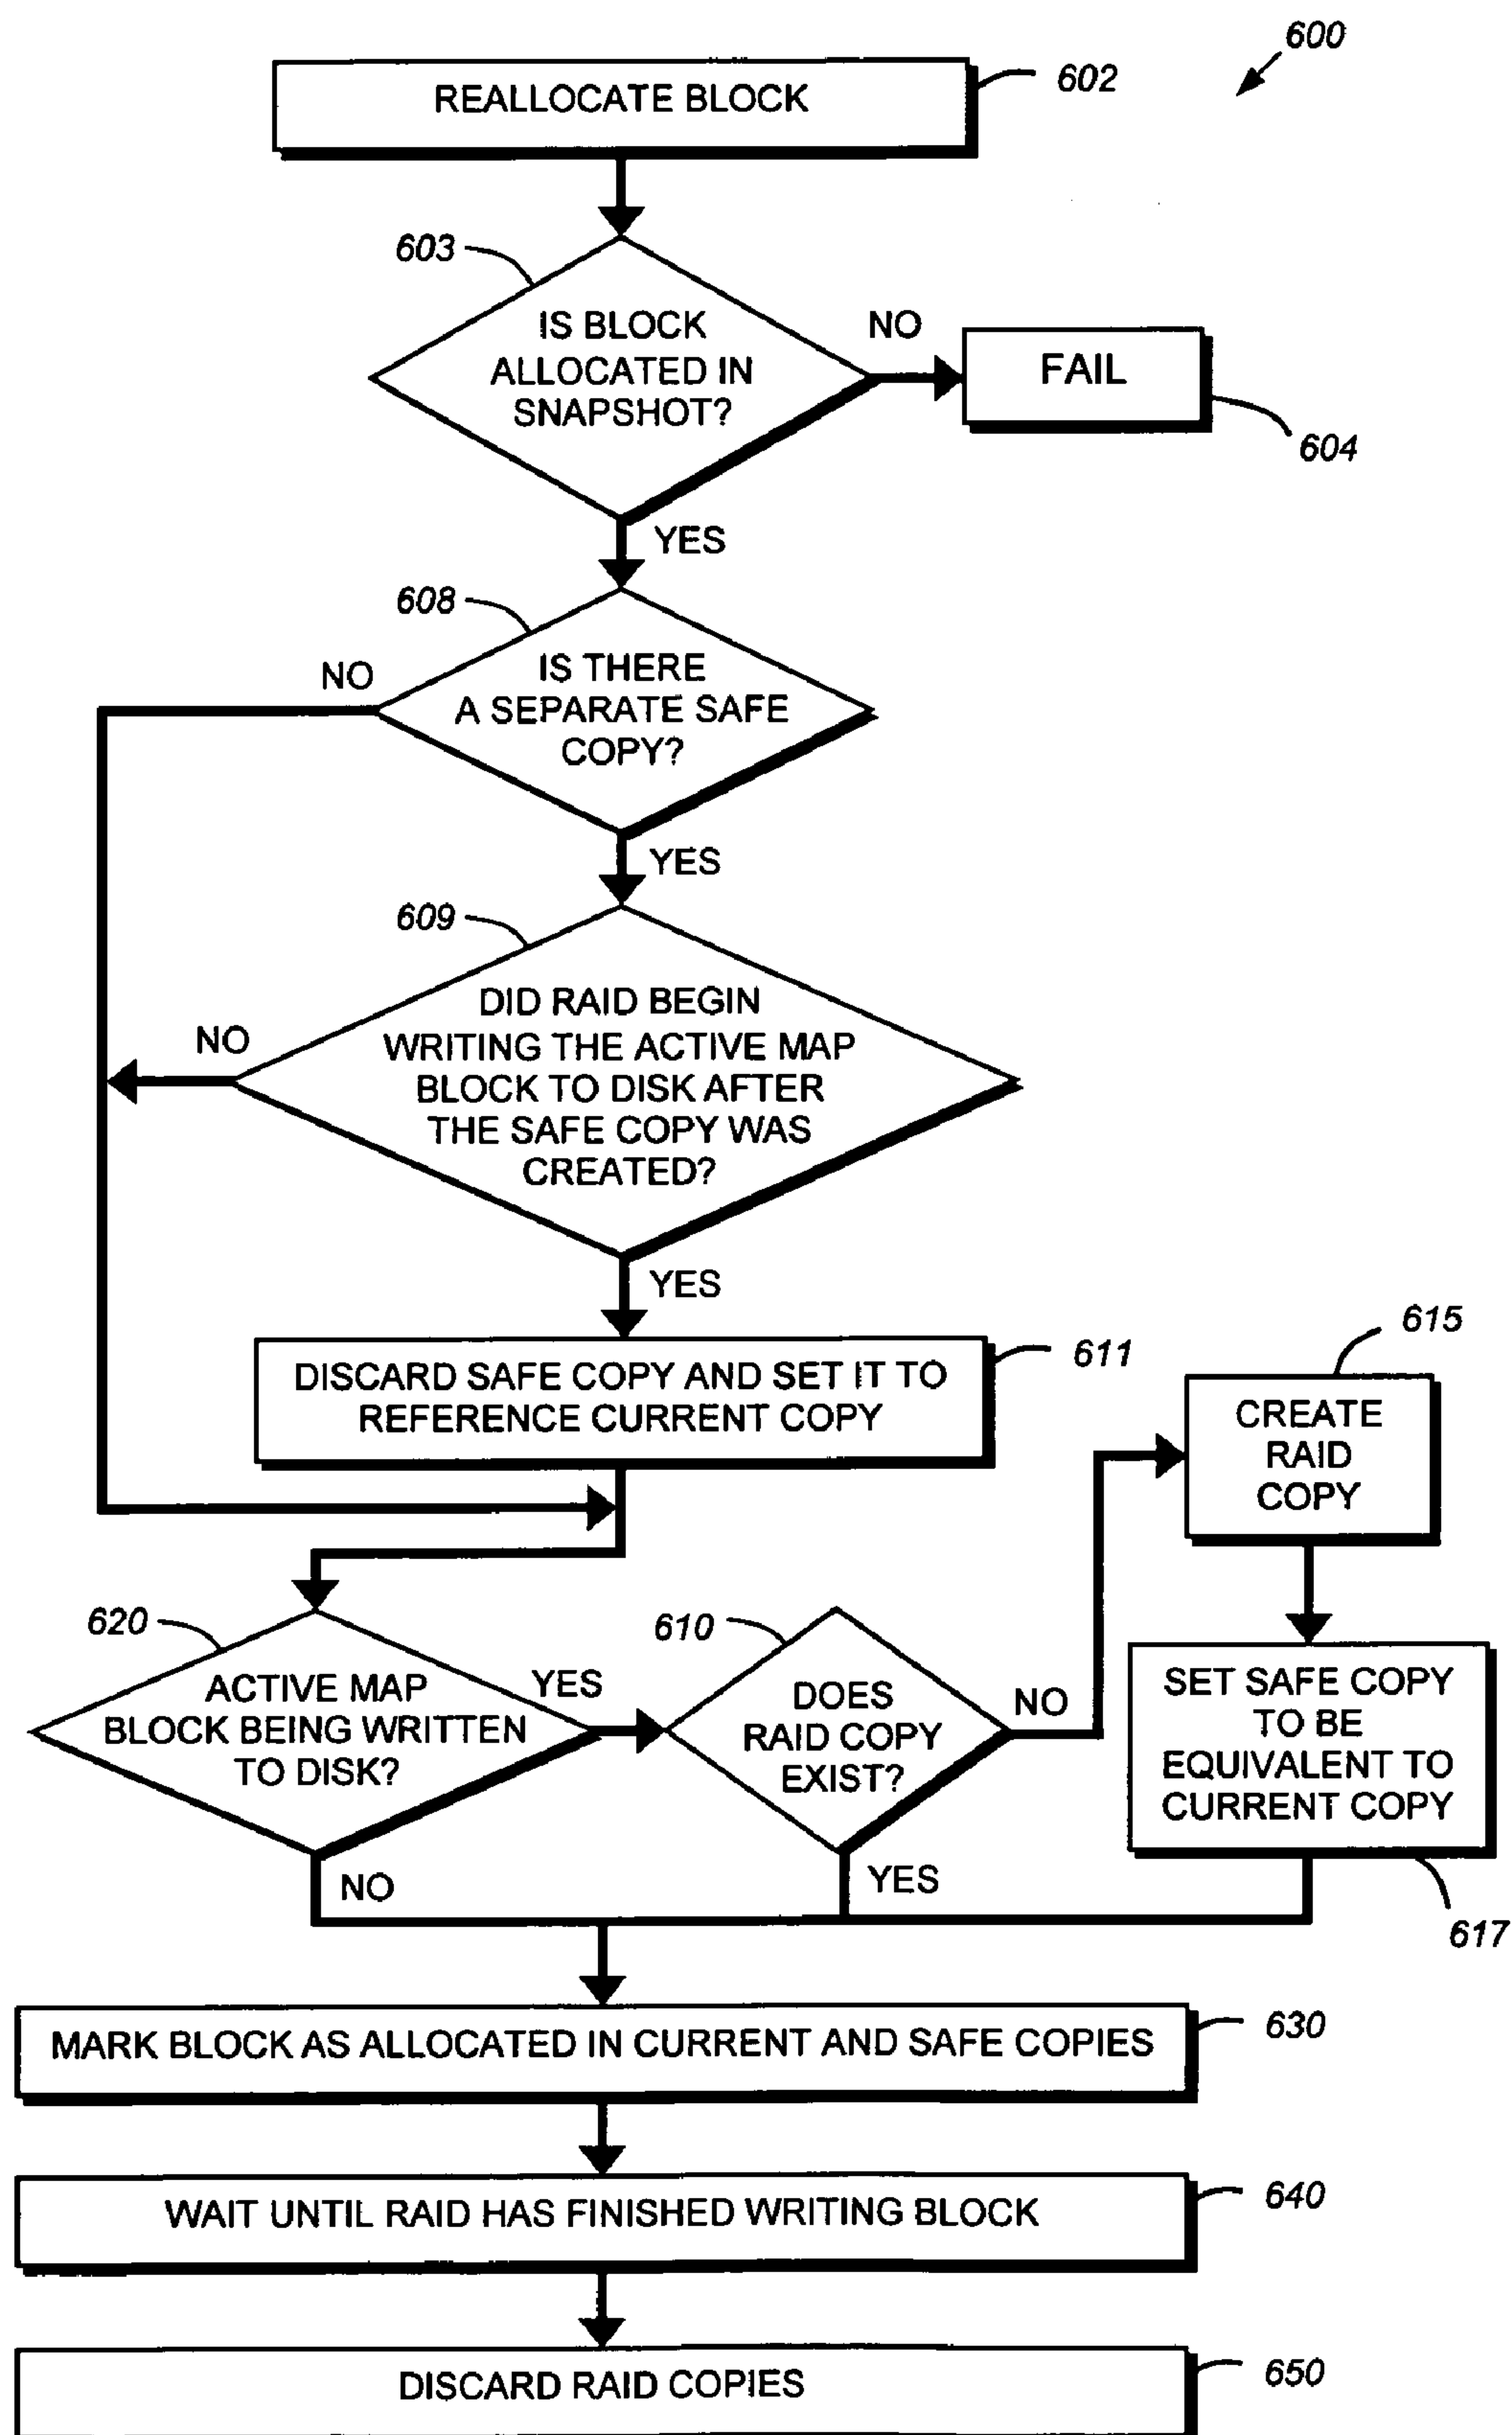 600
REALLOCATE BLOCK
602
603
IS BLOCK
ALLOCATED IN
SNAPSHOT?
NO
FAIL
604
YES
608
NO
IS THERE
A SEPARATE SAFE
COPY?
YES
609
NO
DID RAID BEGIN
WRITING THE ACTIVE MAP
BLOCK TO DISK AFTER
THE SAFE COPY WAS
CREATED?
YES
DISCARD SAFE COPY AND SET IT TO
REFERENCE CURRENT COPY
611
615
CREATE
RAID
COPY
620
ACTIVE MAP
BLOCK BEING WRITTEN
TO DISK?
YES
610
DOES
RAID COPY
EXIST?
NO
SET SAFE COPY
TO BE
EQUIVALENT TO
CURRENT COPY
NO
YES
617
MARK BLOCK AS ALLOCATED IN CURRENT AND SAFE COPIES
630
WAIT UNTIL RAID HAS FINISHED WRITING BLOCK
640
DISCARD RAID COPIES
650